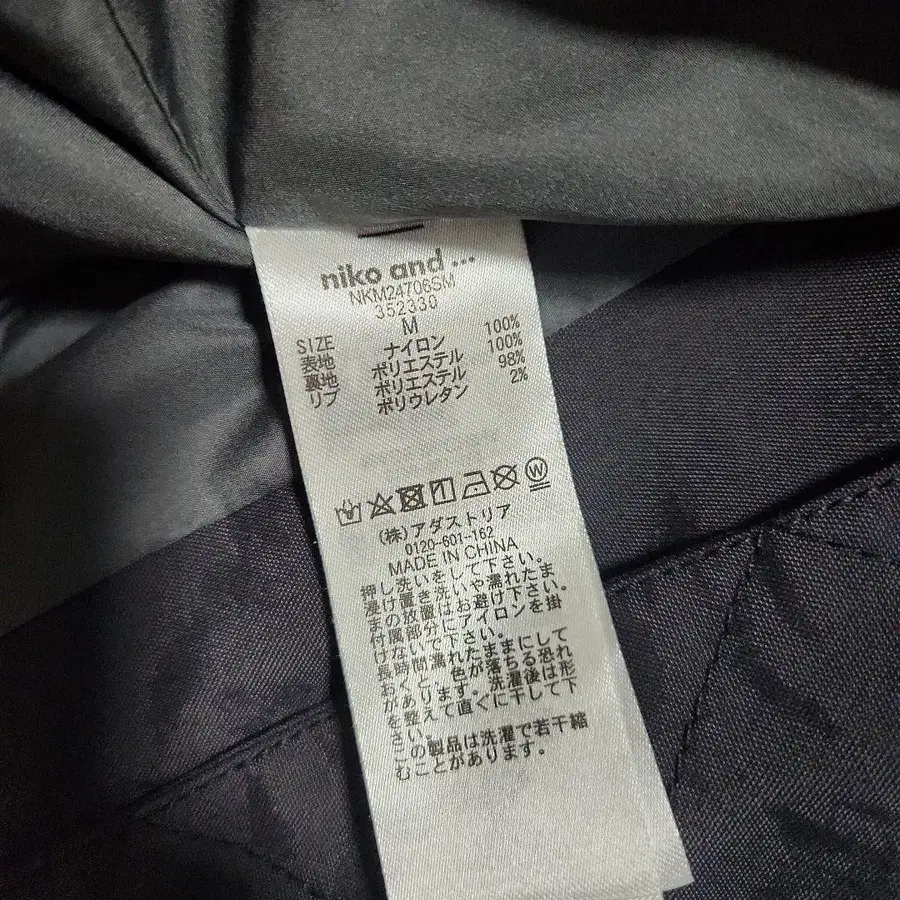 niko and ...
NKM24706SM
352330
SIZE M
表地 ナイロン 100%
裏地 ポリエステル 100%
リブ ポリエステル 98%
ポリウレタン 2%
W
(株)アダストリア
0120-601-162
MADE IN CHINA
押し洗いをして下さい。
浸け置き洗いや濡れたま
まの放置はお避け下さい。
付属部分にアイロンを掛
けないで下さい。
長時間濡れたままにして
おくと、色が落ちる恐れ
があります。洗濯後は形
を整えて直ぐに干して下
さい。
この製品は洗濯で若干縮
むことがあります。